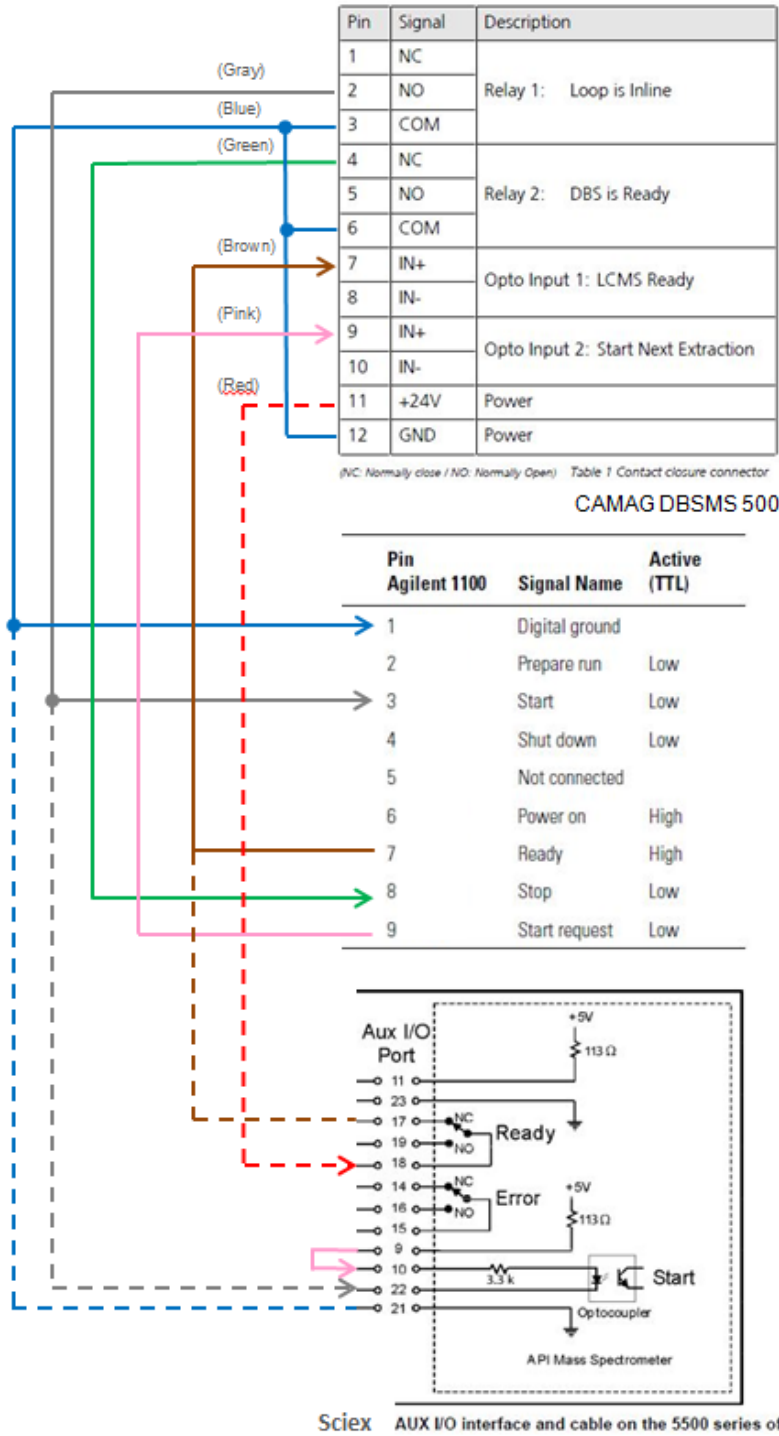 Pin Signal Description
1 NC
(Gray)
2 NO Relay 1: Loop is Inline
(Blue)
3 COM
(Green)
4 NC
5 NO Relay 2: DBS is Ready
6 COM
(Brown)
7 IN+
Opto Input 1: LCMS Ready
8 IN-
(Pink)
9 IN+
Opto Input 2: Start Next Extraction
10 IN-
(Red)
11 +24V Power
12 GND Power
(NC: Normally close / NO: Normally Open) Table 1 Contact closure connector
CAMAG DBSMS 500
Pin Active
Agilent 1100 Signal Name (TTL)
1 Digital ground
2 Prepare run Low
3 Start Low
4 Shut down Low
5 Not connected
6 Power on High
7 Ready High
8 Stop Low
9 Start request Low
+5V
Aux I/O
113 Ω
Port
11
23
17 NC
Ready
19 NO
18
14 NC
+5V
Error
16 NO
15 113 Ω
9
10 3.3 k Start
22
Optocoupler
21
API Mass Spectrometer
Sciex AUX I/O interface and cable on the 5500 series of